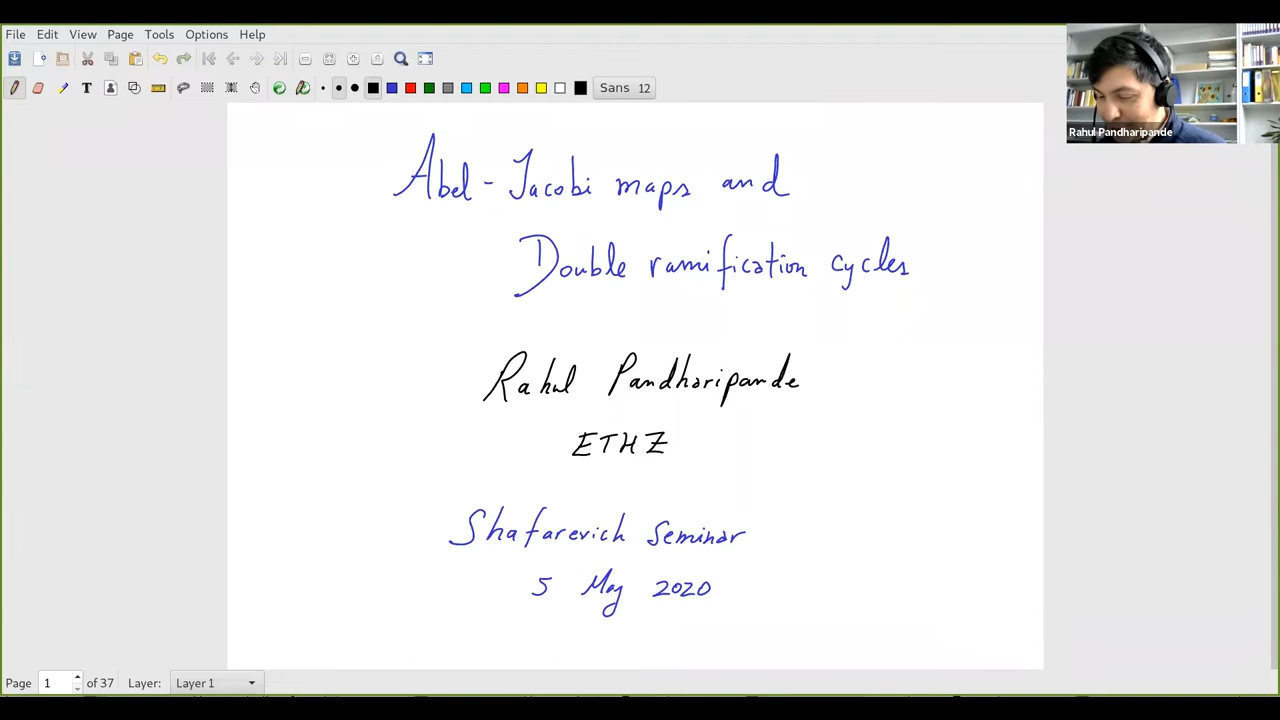 File Edit View Page Tools Options Help
Sans 12
Rahul Pandharipande
Abel-Jacobi maps and
Double ramification cycles
Rahul Pandharipande
ETHZ
Shafarevich Seminar
5 May 2020
Page 1 of 37 Layer: Layer 1